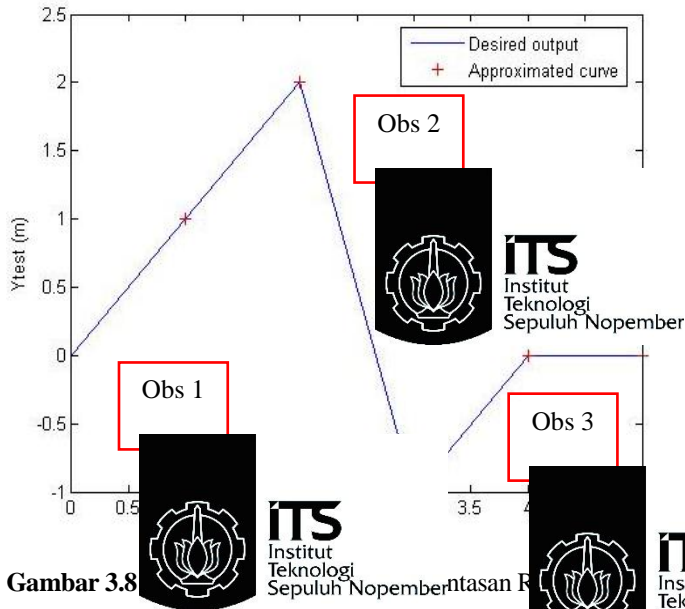 2.5
Desired output
Approximated curve
2
Obs 2
1.5
Ytest (m)
1
iTS
Institut
Teknologi
Sepuluh Nopember
0.5
0
Obs 1
Obs 3
-0.5
-1
0
0.5
3.5
iTS
Institut
Teknologi
Sepuluh Nopember
Gambar 3.8
ntasan